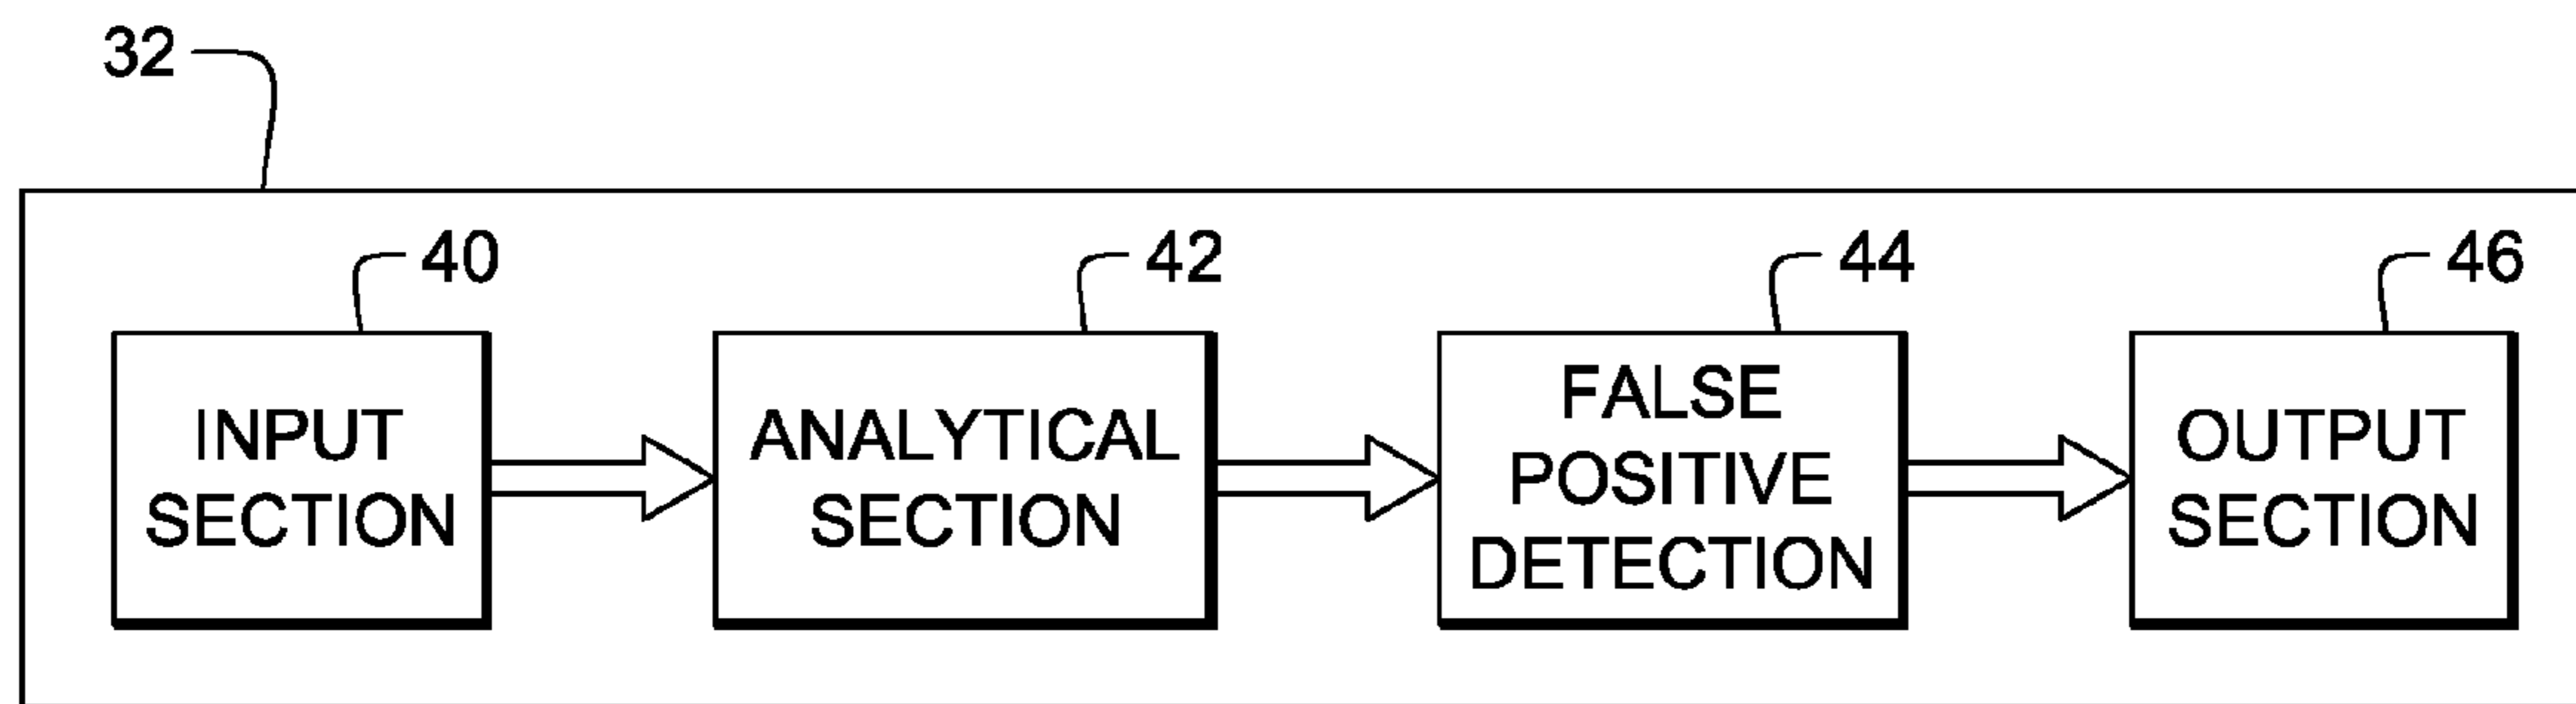 32
40
42
44
46
INPUT
SECTION
ANALYTICAL
SECTION
FALSE
POSITIVE
DETECTION
OUTPUT
SECTION